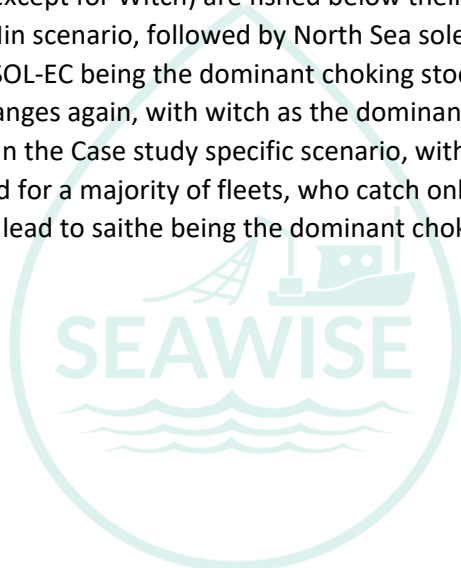 except for Witch) are fished below their
in scenario, followed by North Sea sole
SOL-EC being the dominant choking stoc
anges again, with witch as the dominan
n the Case study specific scenario, with
d for a majority of fleets, who catch onl
lead to saithe being the dominant chok
SEAWISE